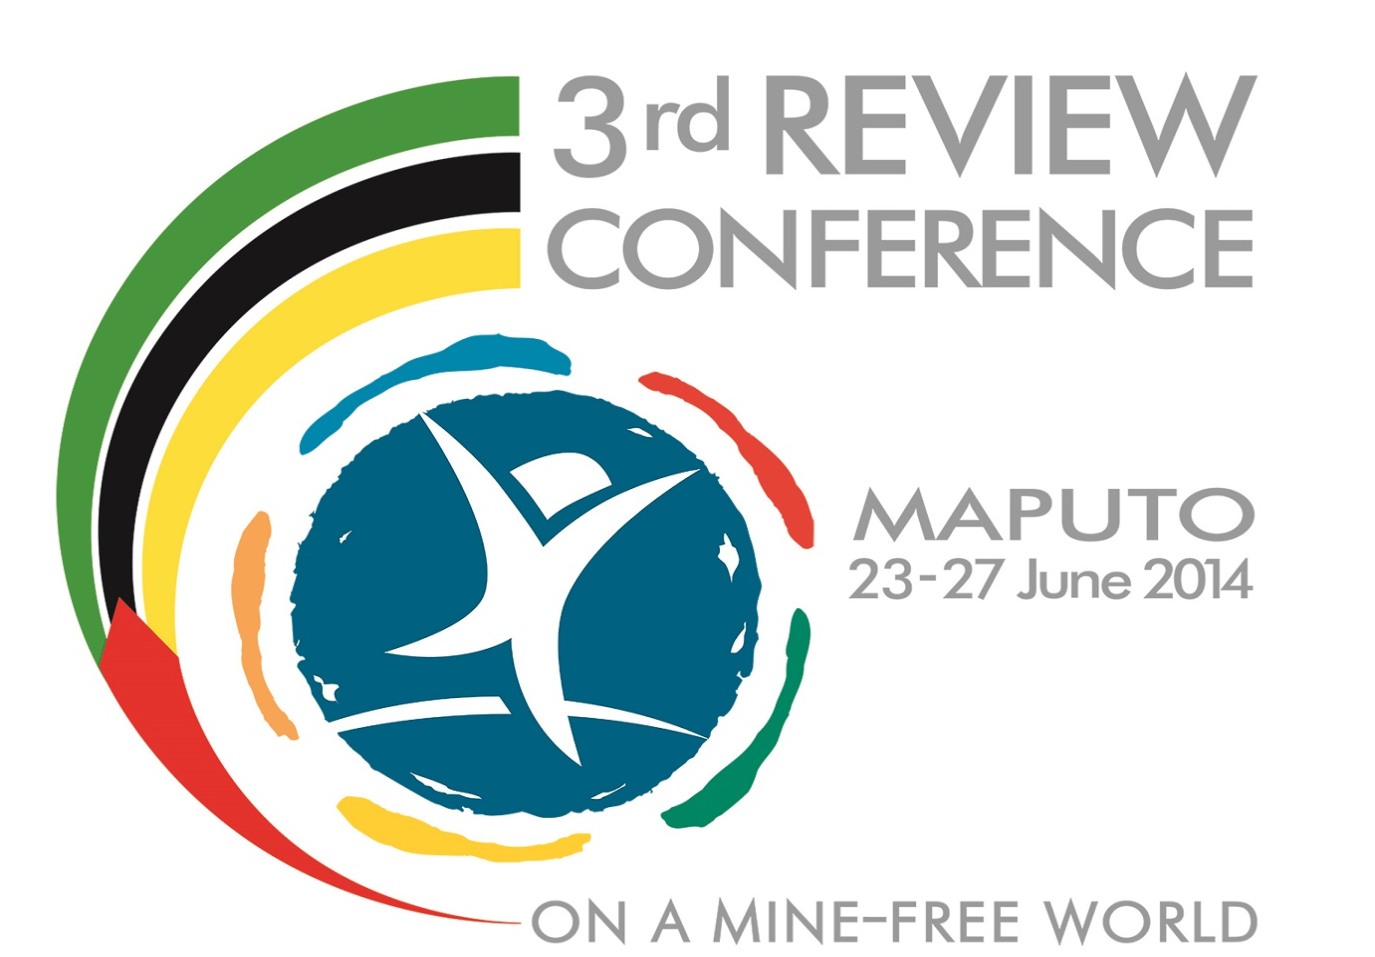 3rd REVIEW
CONFERENCE
MAPUTO
23-27 June 2014
ON A MINE-FREE WORLD